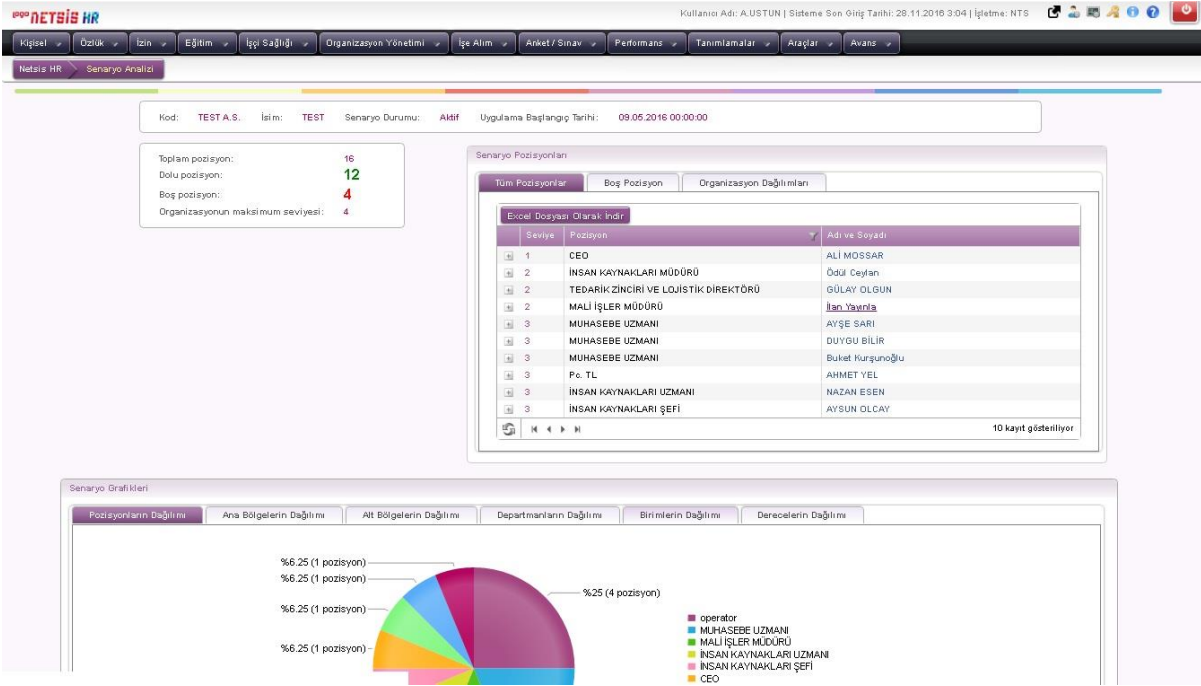 logo NETSİS HR
Kullanıcı Adı: A.USTUN | Sisteme Son Giriş Tarihi: 28.11.2016 3:04 | İşletme: NTS
Kişisel Özlük İzin Eğitim İşçi Sağlığı Organizasyon Yönetimi İşe Alım Anket / Sınav Performans Tanımlamalar Araçlar Avans
Netsis HR Senaryo Analizi
Kod: TEST A.S. İsim: TEST Senaryo Durumu: Aktif Uygulama Başlangıç Tarihi: 09.05.2016 00:00:00
Toplam pozisyon: 16
Dolu pozisyon: 12
Boş pozisyon: 4
Organizasyonun maksimum seviyesi: 4
Senaryo Pozisyonları
Tüm Pozisyonlar Boş Pozisyon Organizasyon Dağılımları
Excel Dosyası Olarak İndir
Seviye Pozisyon Adı ve Soyadı
1 CEO ALİ MOSSAR
2 İNSAN KAYNAKLARI MÜDÜRÜ Ödül Ceylan
2 TEDARİK ZİNCİRİ VE LOJİSTİK DİREKTÖRÜ GÜLAY OLGUN
2 MALİ İŞLER MÜDÜRÜ İlan Yayınla
3 MUHASEBE UZMANI AYŞE SARI
3 MUHASEBE UZMANI DUYGU BİLİR
3 MUHASEBE UZMANI Buket Kurşunoğlu
3 Pc. TL AHMET YEL
3 İNSAN KAYNAKLARI UZMANI NAZAN ESEN
3 İNSAN KAYNAKLARI ŞEFİ AYSUN OLCAY
10 kayıt gösteriliyor
Senaryo Grafikleri
Pozisyonların Dağılımı Ana Bölgelerin Dağılımı Alt Bölgelerin Dağılımı Departmanların Dağılımı Birimlerin Dağılımı Derecelerin Dağılımı
%6.25 (1 pozisyon)
%6.25 (1 pozisyon)
%25 (4 pozisyon)
%6.25 (1 pozisyon)
%6.25 (1 pozisyon)
operator
MUHASEBE UZMANI
MALİ İŞLER MÜDÜRÜ
İNSAN KAYNAKLARI UZMANI
İNSAN KAYNAKLARI ŞEFİ
CEO